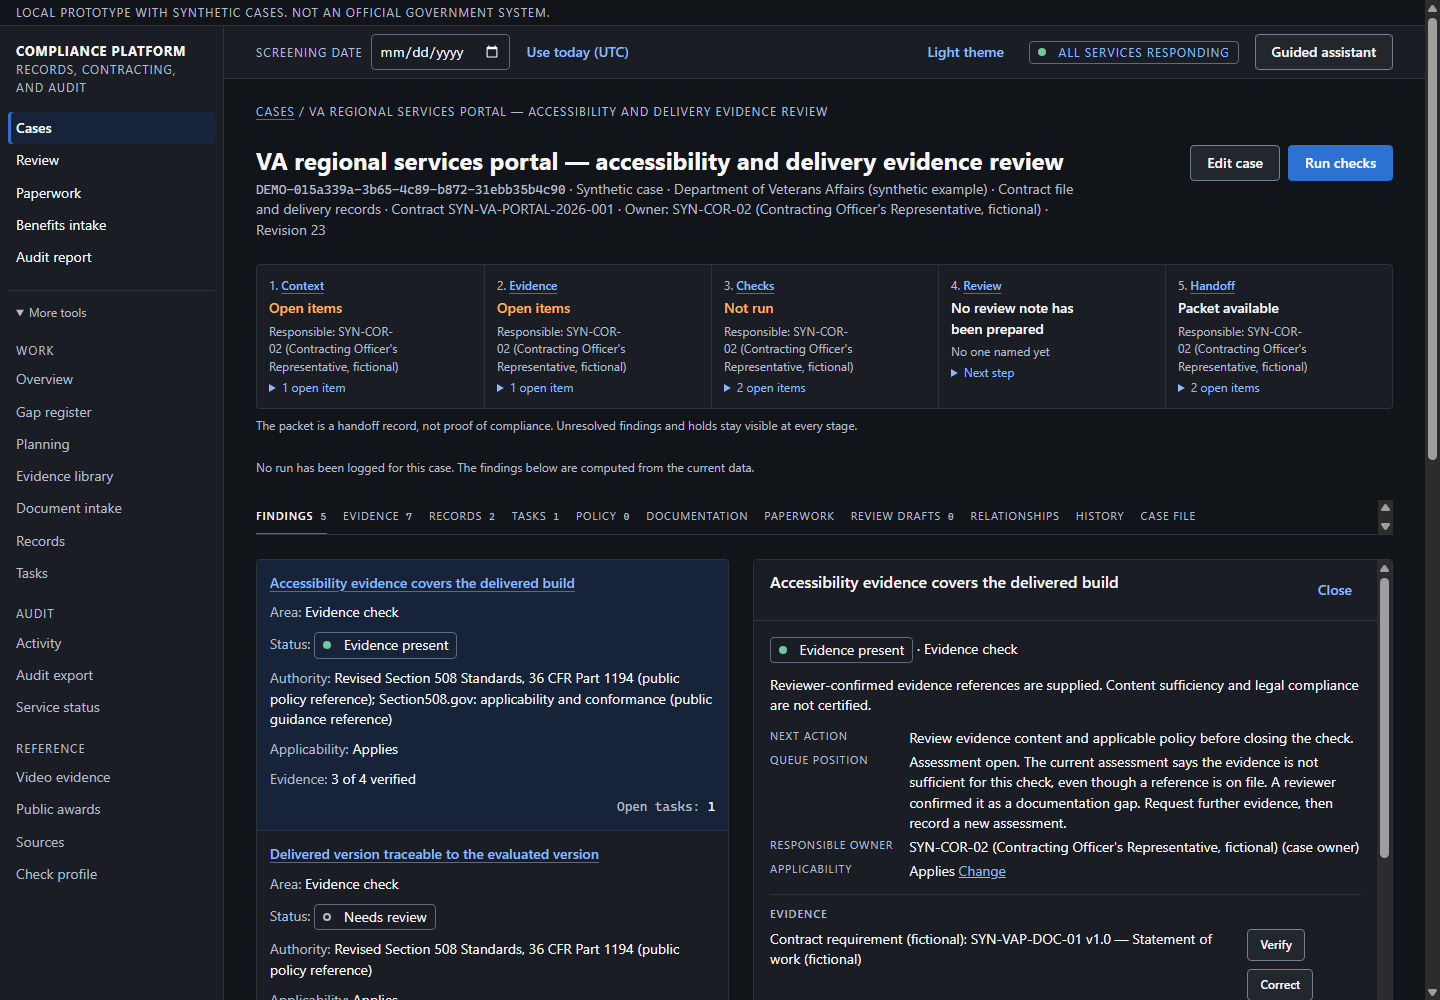 LOCAL PROTOTYPE WITH SYNTHETIC CASES. NOT AN OFFICIAL GOVERNMENT SYSTEM.
COMPLIANCE PLATFORM
RECORDS, CONTRACTING,
AND AUDIT
Cases
Review
Paperwork
Benefits intake
Audit report
More tools
WORK
Overview
Gap register
Planning
Evidence library
Document intake
Records
Tasks
AUDIT
Activity
Audit export
Service status
REFERENCE
Video evidence
Public awards
Sources
Check profile
SCREENING DATE mm/dd/yyyy Use today (UTC) Light theme ALL SERVICES RESPONDING Guided assistant
CASES / VA REGIONAL SERVICES PORTAL — ACCESSIBILITY AND DELIVERY EVIDENCE REVIEW
VA regional services portal — accessibility and delivery evidence review Edit case Run checks
DEMO-015a339a-3b65-4c89-b872-31ebb35b4c90 · Synthetic case · Department of Veterans Affairs (synthetic example) · Contract file
and delivery records · Contract SYN-VA-PORTAL-2026-001 · Owner: SYN-COR-02 (Contracting Officer's Representative, fictional) ·
Revision 23
1. Context
Open items
Responsible: SYN-COR-
02 (Contracting Officer's
Representative, fictional)
1 open item
2. Evidence
Open items
Responsible: SYN-COR-
02 (Contracting Officer's
Representative, fictional)
1 open item
3. Checks
Not run
Responsible: SYN-COR-
02 (Contracting Officer's
Representative, fictional)
2 open items
4. Review
No review note has
been prepared
No one named yet
Next step
5. Handoff
Packet available
Responsible: SYN-COR-
02 (Contracting Officer's
Representative, fictional)
2 open items
The packet is a handoff record, not proof of compliance. Unresolved findings and holds stay visible at every stage.
No run has been logged for this case. The findings below are computed from the current data.
FINDINGS 5 EVIDENCE 7 RECORDS 2 TASKS 1 POLICY 0 DOCUMENTATION PAPERWORK REVIEW DRAFTS 0 RELATIONSHIPS HISTORY CASE FILE
Accessibility evidence covers the delivered build
Area: Evidence check
Status: Evidence present
Authority: Revised Section 508 Standards, 36 CFR Part 1194 (public
policy reference); Section508.gov: applicability and conformance (public
guidance reference)
Applicability: Applies
Evidence: 3 of 4 verified
Open tasks: 1
Delivered version traceable to the evaluated version
Area: Evidence check
Status: Needs review
Authority: Revised Section 508 Standards, 36 CFR Part 1194 (public
policy reference)
Applicability: Applies
Accessibility evidence covers the delivered build
Close
Evidence present · Evidence check
Reviewer-confirmed evidence references are supplied. Content sufficiency and legal compliance
are not certified.
NEXT ACTION Review evidence content and applicable policy before closing the check.
QUEUE POSITION Assessment open. The current assessment says the evidence is not
sufficient for this check, even though a reference is on file. A reviewer
confirmed it as a documentation gap. Request further evidence, then
record a new assessment.
RESPONSIBLE OWNER SYN-COR-02 (Contracting Officer's Representative, fictional) (case owner)
APPLICABILITY Applies Change
EVIDENCE
Contract requirement (fictional): SYN-VAP-DOC-01 v1.0 — Statement of
work (fictional)
Verify
Correct